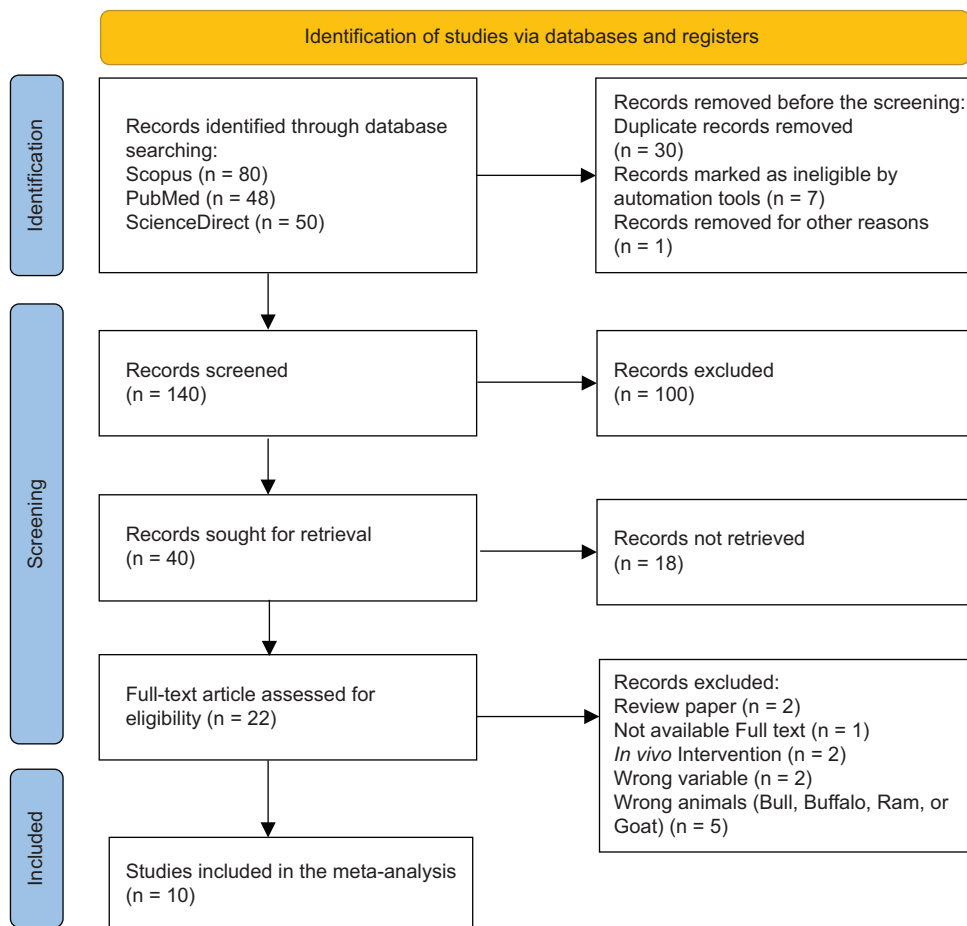 Identification of studies via databases and registers
Identification
Records identified through database
searching:
Scopus (n = 80)
PubMed (n = 48)
ScienceDirect (n = 50)
Records removed before the screening:
Duplicate records removed
(n = 30)
Records marked as ineligible by
automation tools (n = 7)
Records removed for other reasons
(n = 1)
Screening
Records screened
(n = 140)
Records excluded
(n = 100)
Records sought for retrieval
(n = 40)
Records not retrieved
(n = 18)
Full-text article assessed for
eligibility (n = 22)
Records excluded:
Review paper (n = 2)
Not available Full text (n = 1)
In vivo Intervention (n = 2)
Wrong variable (n = 2)
Wrong animals (Bull, Buffalo, Ram, or
Goat) (n = 5)
Included
Studies included in the meta-analysis
(n = 10)